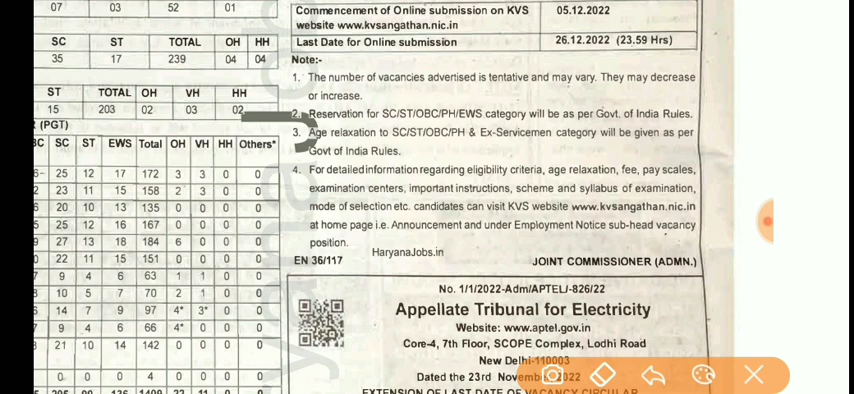 07 03 52 01
SC ST TOTAL OH HH
35 17 239 04 04
ST TOTAL OH VH HH
15 203 02 03 02
(PGT)
SC ST EWS Total OH VH HH Others*
25 12 17 172 3 3 0 0
2 23 11 15 158 2 3 0 0
6 20 10 13 135 0 0 0 0
5 25 12 16 167 0 0 0 0
9 27 13 18 184 6 0 0 0
0 22 11 15 151 0 0 0 0
7 9 4 6 63 1 1 0 0
10 5 7 70 2 1 0 0
14 7 9 97 4* 3* 0 0
7 9 4 6 66 4* 0 0
21 10 14 142 0 0 0 0
0 0 0 4 0 0 0 0
Commencement of Online submission on KVS 05.12.2022
website www.kvsangathan.nic.in
Last Date for Online submission 26.12.2022 (23.59 Hrs)
Note:-
1. The number of vacancies advertised is tentative and may vary. They may decrease
or increase.
2. Reservation for SC/ST/OBC/PH/EWS category will be as per Govt. of India Rules.
3. Age relaxation to SC/ST/OBC/PH & Ex-Servicemen category will be given as per
Govt of India Rules.
4. For detailed information regarding eligibility criteria, age relaxation, fee, pay scales,
examination centers, important instructions, scheme and syllabus of examination,
mode of selection etc. candidates can visit KVS website www.kvsangathan.nic.in
at home page i.e. Announcement and under Employment Notice sub-head vacancy
position.
HaryanaJobs.in
EN 36/117 JOINT COMMISSIONER (ADMN.)
No. 1/1/2022-Adm/APTEL/-826/22
Appellate Tribunal for Electricity
Website: www.aptel.gov.in
Core-4, 7th Floor, SCOPE Complex, Lodhi Road
New Delhi-110003
Dated the 23rd November 2022
EXTENSION OF LAST DATE OF VACANCY CIRCULAR